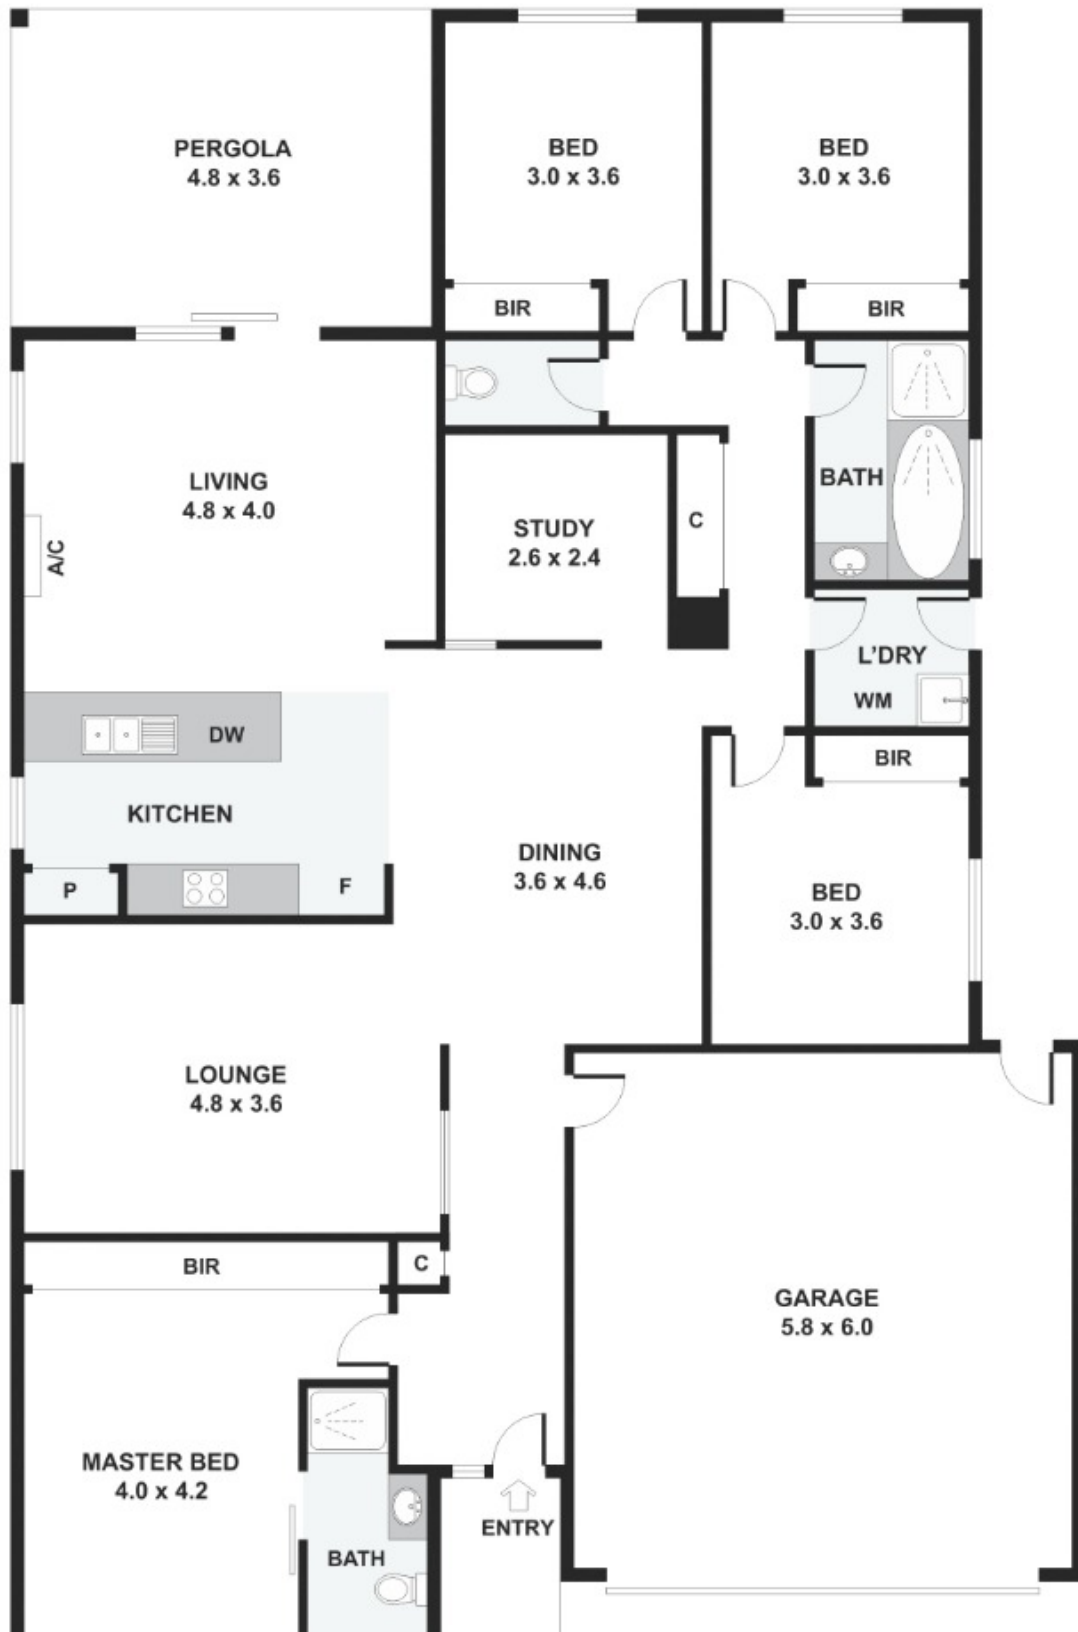 PERGOLA
4.8 x 3.6
BED
3.0 x 3.6
BED
3.0 x 3.6
BIR
BIR
LIVING
4.8 x 4.0
A/C
STUDY
2.6 x 2.4
C
BATH
L'DRY
WM
DW
KITCHEN
P
F
DINING
3.6 x 4.6
BIR
BED
3.0 x 3.6
LOUNGE
4.8 x 3.6
BIR
C
GARAGE
5.8 x 6.0
MASTER BED
4.0 x 4.2
BATH
ENTRY